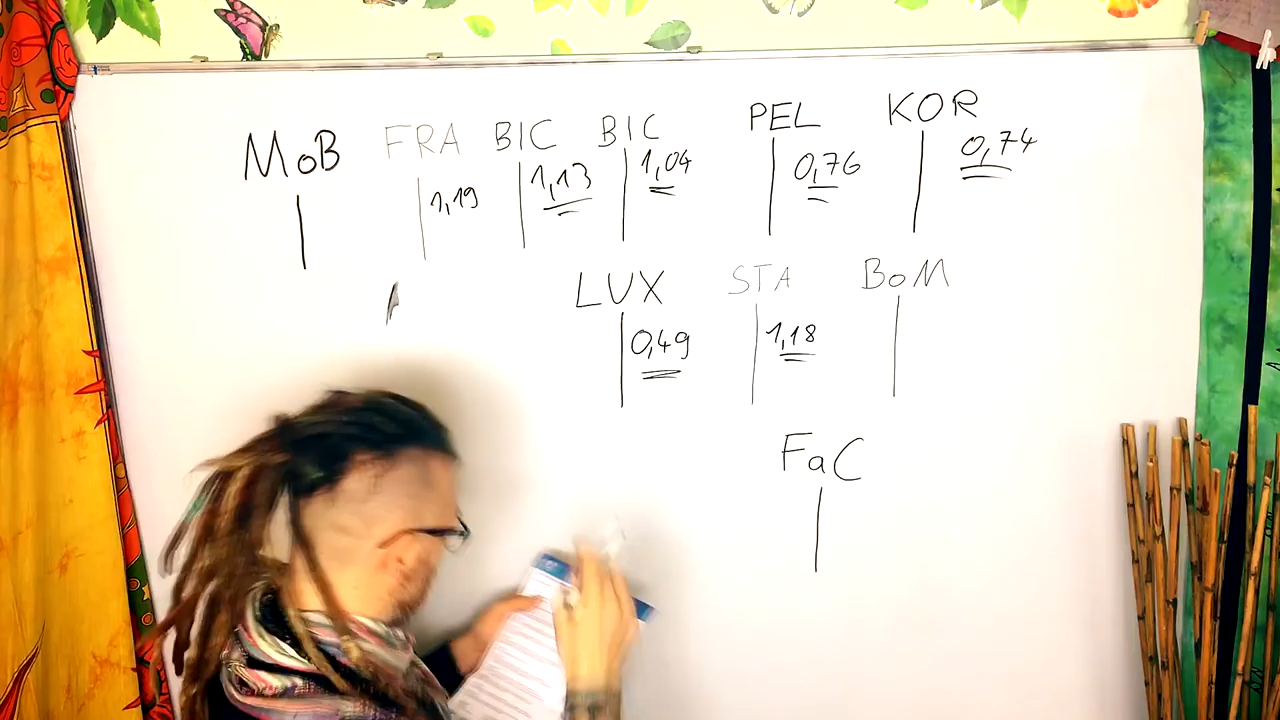 MoB FRA BIC BIC PEL KOR
1,19 1,13 1,04 0,76 0,74
LUX STA BoM
0,49 1,18
FaC